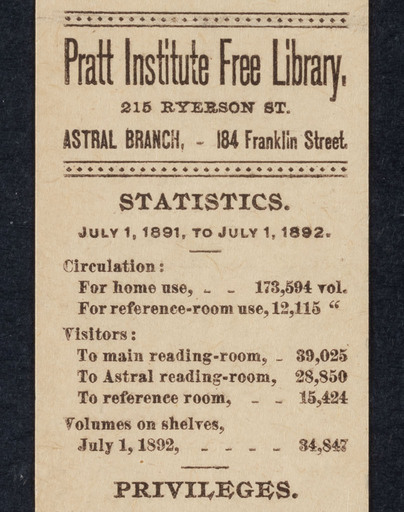 Pratt Institute Free Library,
215 RYERSON ST.
ASTRAL BRANCH, - 184 Franklin Street.
STATISTICS.
JULY 1, 1891, TO JULY 1, 1892.
Circulation:
For home use, - - 173,594 vol.
For reference-room use, 12,115 “
Visitors:
To main reading-room, - 39,025
To Astral reading-room, 28,850
To reference room, - - 15,424
Volumes on shelves,
July 1, 1892, - - - - 34,847
PRIVILEGES.